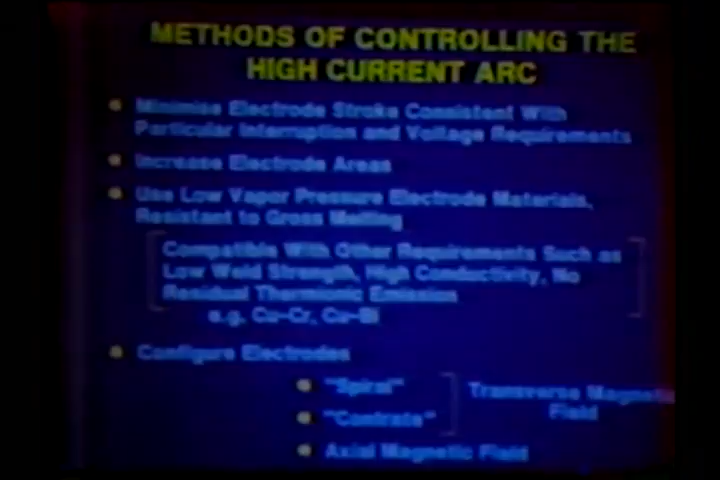 METHODS OF CONTROLLING THE
HIGH CURRENT ARC
Minimise Electrode Stroke Consistent With
Particular Interruption and Voltage Requirements
Increase Electrode Areas
Use Low Vapor Pressure Electrode Materials,
Resistant to Gross Melting
Compatible With Other Requirements Such as
Low Weld Strength, High Conductivity, No
Residual Thermionic Emission
e.g. Cu-Cr, Cu-Bi
Configure Electrodes
"Spiral"
"Contrate"
Transverse Magnetic
Field
Axial Magnetic Field